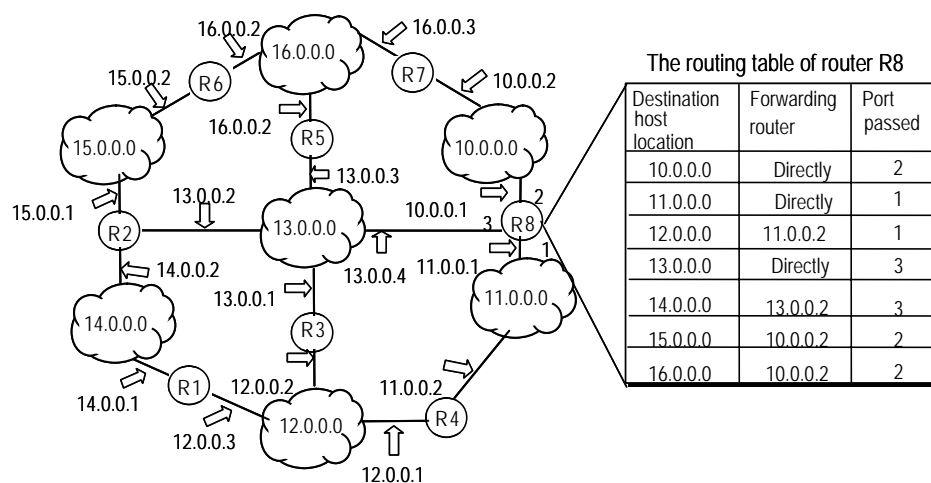 16.0.0.2
16.0.0.3
16.0.0.0
15.0.0.2
R6
R7
10.0.0.2
16.0.0.2
R5
15.0.0.0
10.0.0.0
13.0.0.3
15.0.0.1
13.0.0.2
10.0.0.1
2
R2
13.0.0.0
3
R8
1
14.0.0.2
13.0.0.4
11.0.0.1
13.0.0.1
11.0.0.0
14.0.0.0
R3
14.0.0.1
R1
12.0.0.2
11.0.0.2
12.0.0.3
12.0.0.0
R4
12.0.0.1
The routing table of router R8
Destination host location Forwarding router Port passed
10.0.0.0 Directly 2
11.0.0.0 Directly 1
12.0.0.0 11.0.0.2 1
13.0.0.0 Directly 3
14.0.0.0 13.0.0.2 3
15.0.0.0 10.0.0.2 2
16.0.0.0 10.0.0.2 2